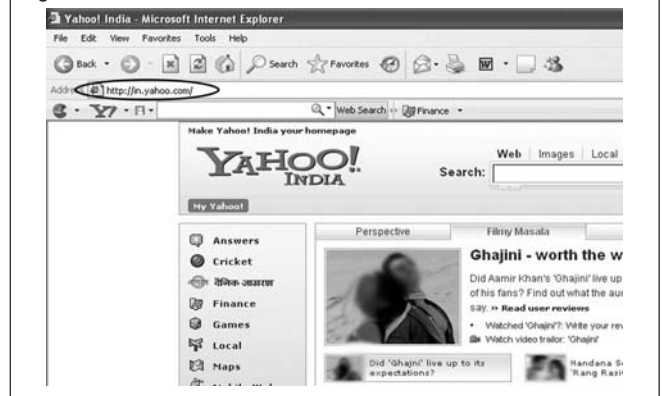 Yahoo! India - Microsoft Internet Explorer
File Edit View Favorites Tools Help
Back Search Favorites
Address http://in.yahoo.com/
Y7 Web Search Finance
Make Yahoo! India your homepage
YAHOO!
INDIA
Web Images Local
Search:
My Yahoo!
Perspective Filmy Masala
Answers
Cricket
दैनिक जागरण
Finance
Games
Local
Maps
Ghajini - worth the w
Did Aamir Khan's 'Ghajini' live up
of his fans? Find out what the au
say. » Read user reviews
• Watched 'Ghajini'?: Write your rev
Watch video trailor: 'Ghajini'
Did 'Ghajini' live up to its
expectations?
Nandana S
'Rang Rasi